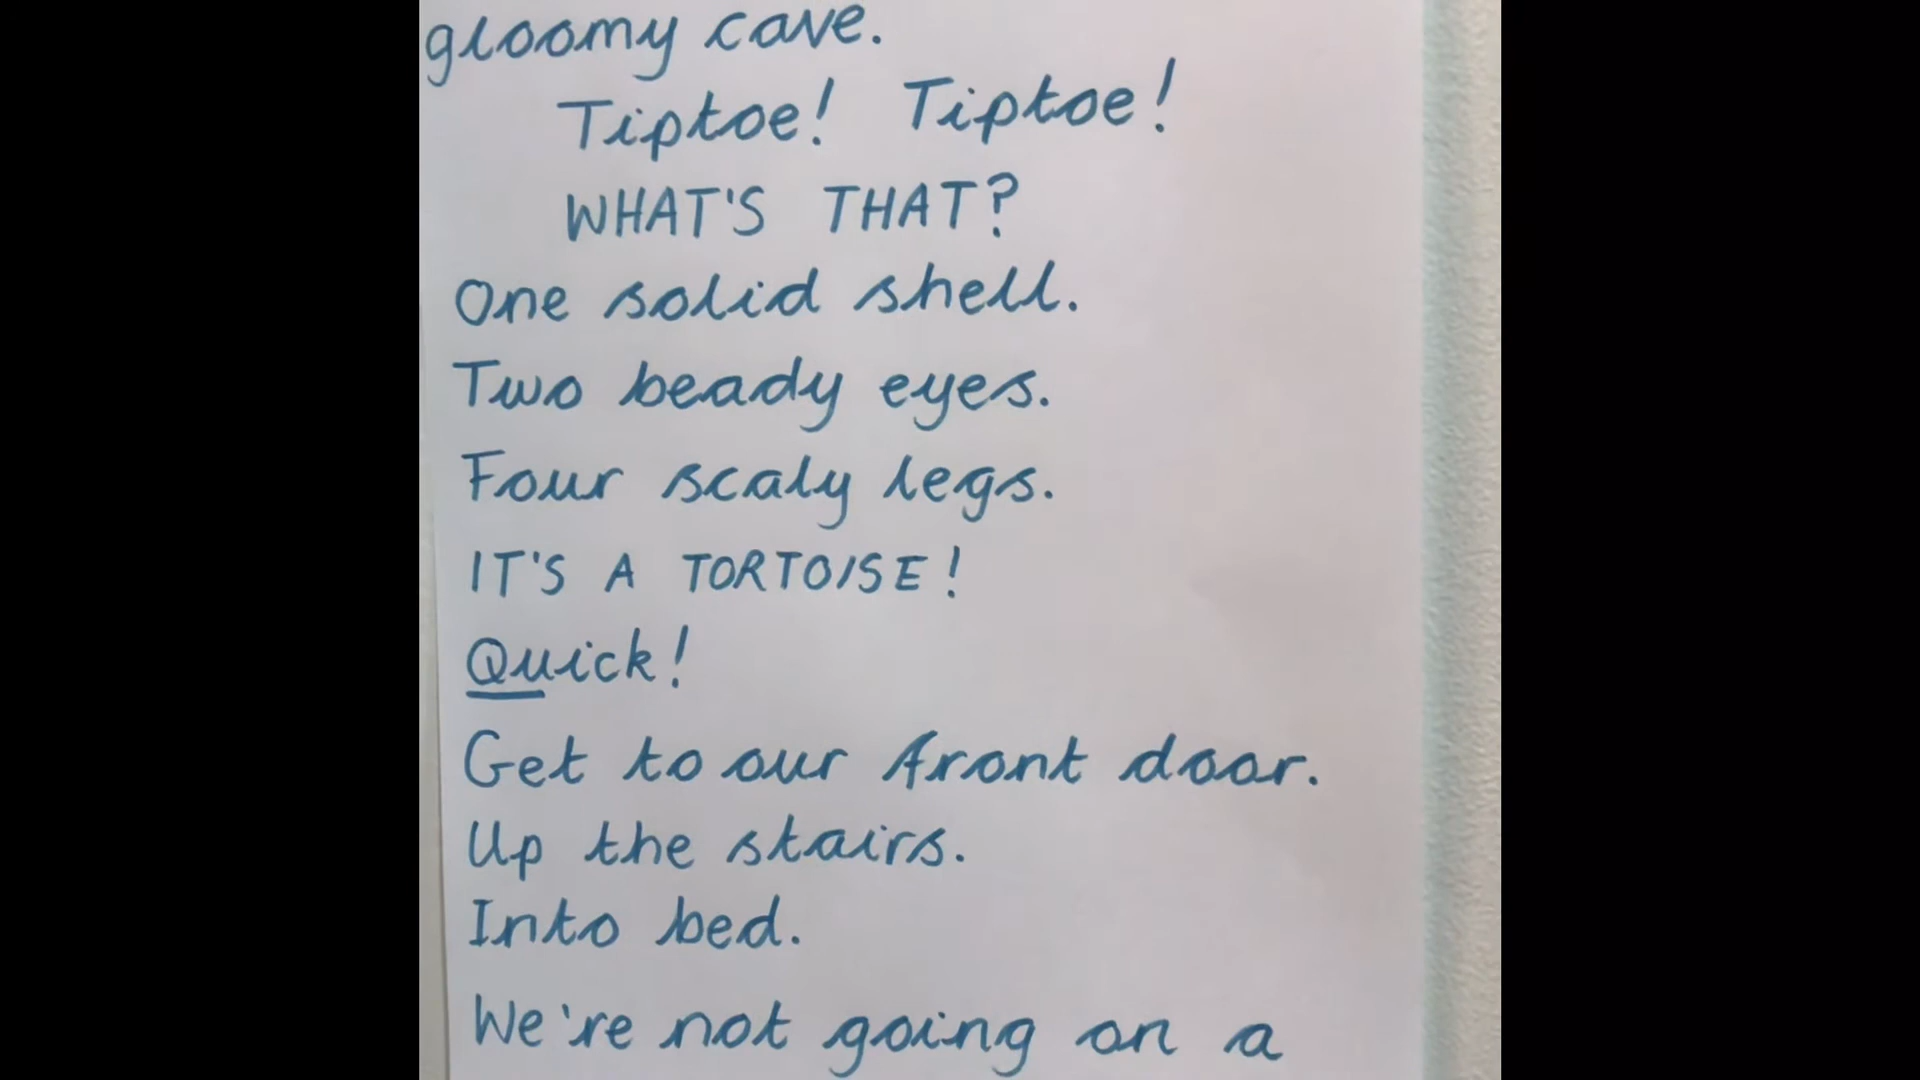 gloomy cave.
Tiptoe! Tiptoe!
WHAT'S THAT?
One solid shell.
Two beady eyes.
Four scaly legs.
IT'S A TORTOISE!
Quick!
Get to our front door.
Up the stairs.
Into bed.
We're not going on a